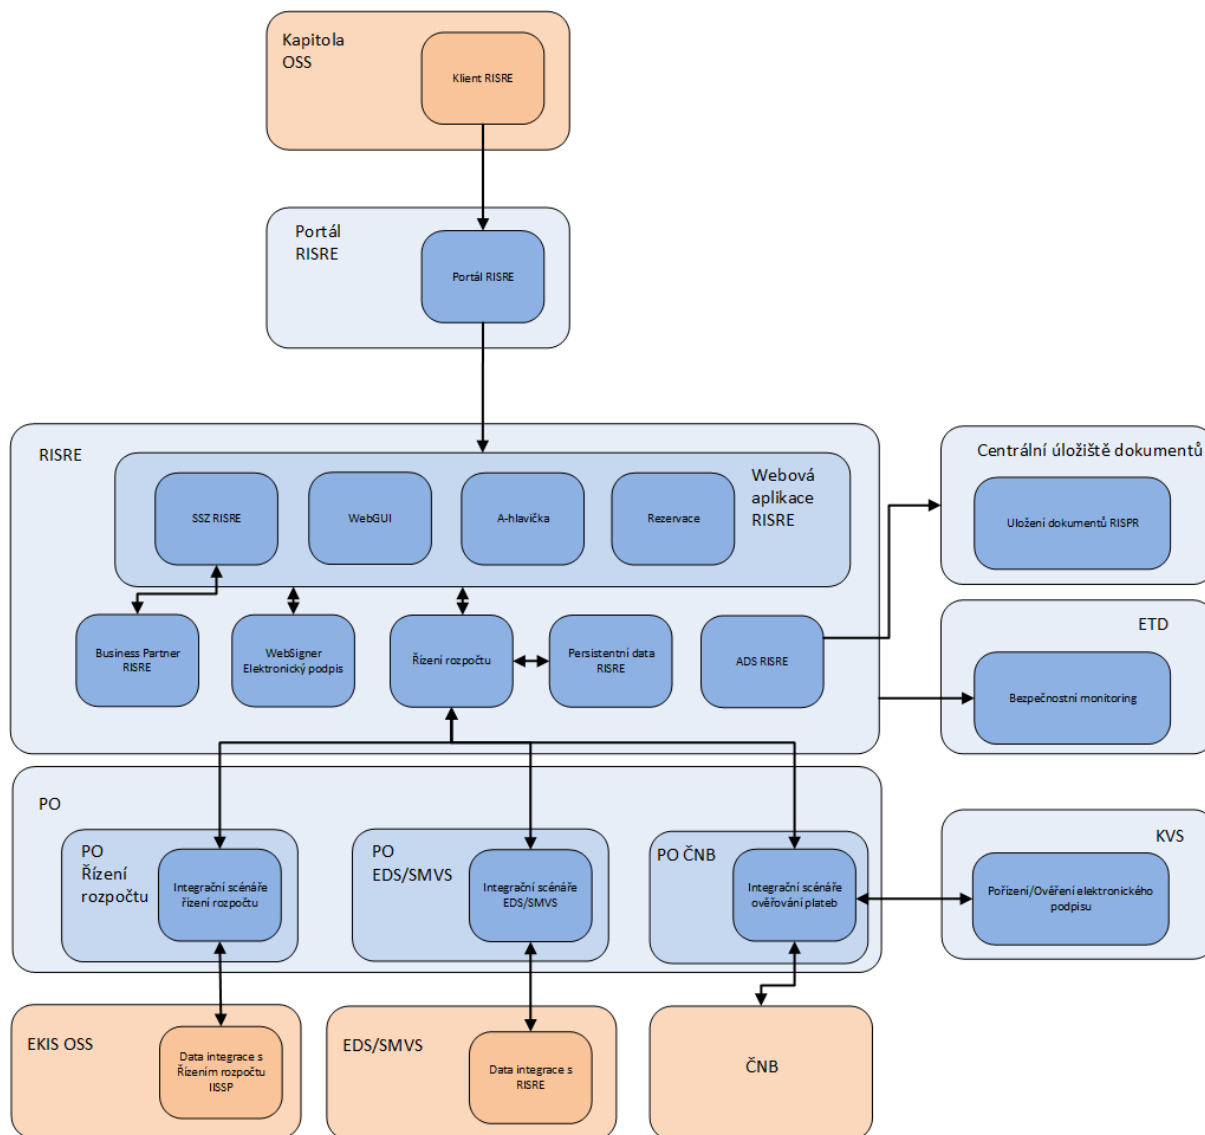 Kapitola
OSS
Klient RISRE
Portál
RISRE
Portál RISRE
RISRE
Webová
aplikace
RISRE
SSZ RISRE
WebGUI
A-hlavička
Rezervace
Business Partner
RISRE
WebSigner
Elektronický podpis
Řízení rozpočtu
Persistentní data
RISRE
ADS RISRE
Centrální úložiště dokumentů
Uložení dokumentů RISPR
ETD
Bezpečnostní monitoring
PO
PO
Řízení
rozpočtu
Integrační scénáře
řízení rozpočtu
PO
EDS/SMVS
Integrační scénáře
EDS/SMVS
PO ČNB
Integrační scénáře
ověřování plateb
KVS
Pořízení/Ověření elektronického
podpisu
EKIS OSS
Data integrace s
Řízením rozpočtu
IISSP
EDS/SMVS
Data integrace s
RISRE
ČNB